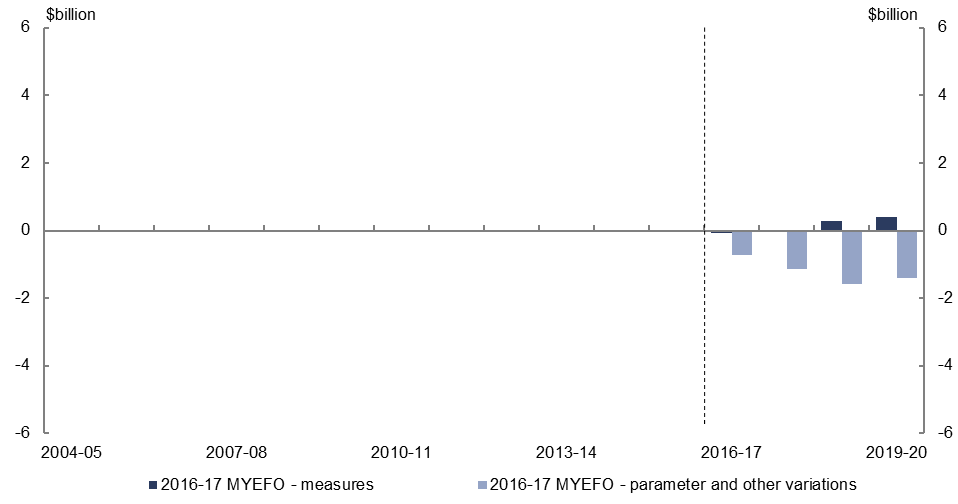 $billion $billion
6 6
4 4
2 2
0 0
-2 -2
-4 -4
-6 -6
2004-05 2007-08 2010-11 2013-14 2016-17 2019-20
2016-17 MYEFO - measures 2016-17 MYEFO - parameter and other variations